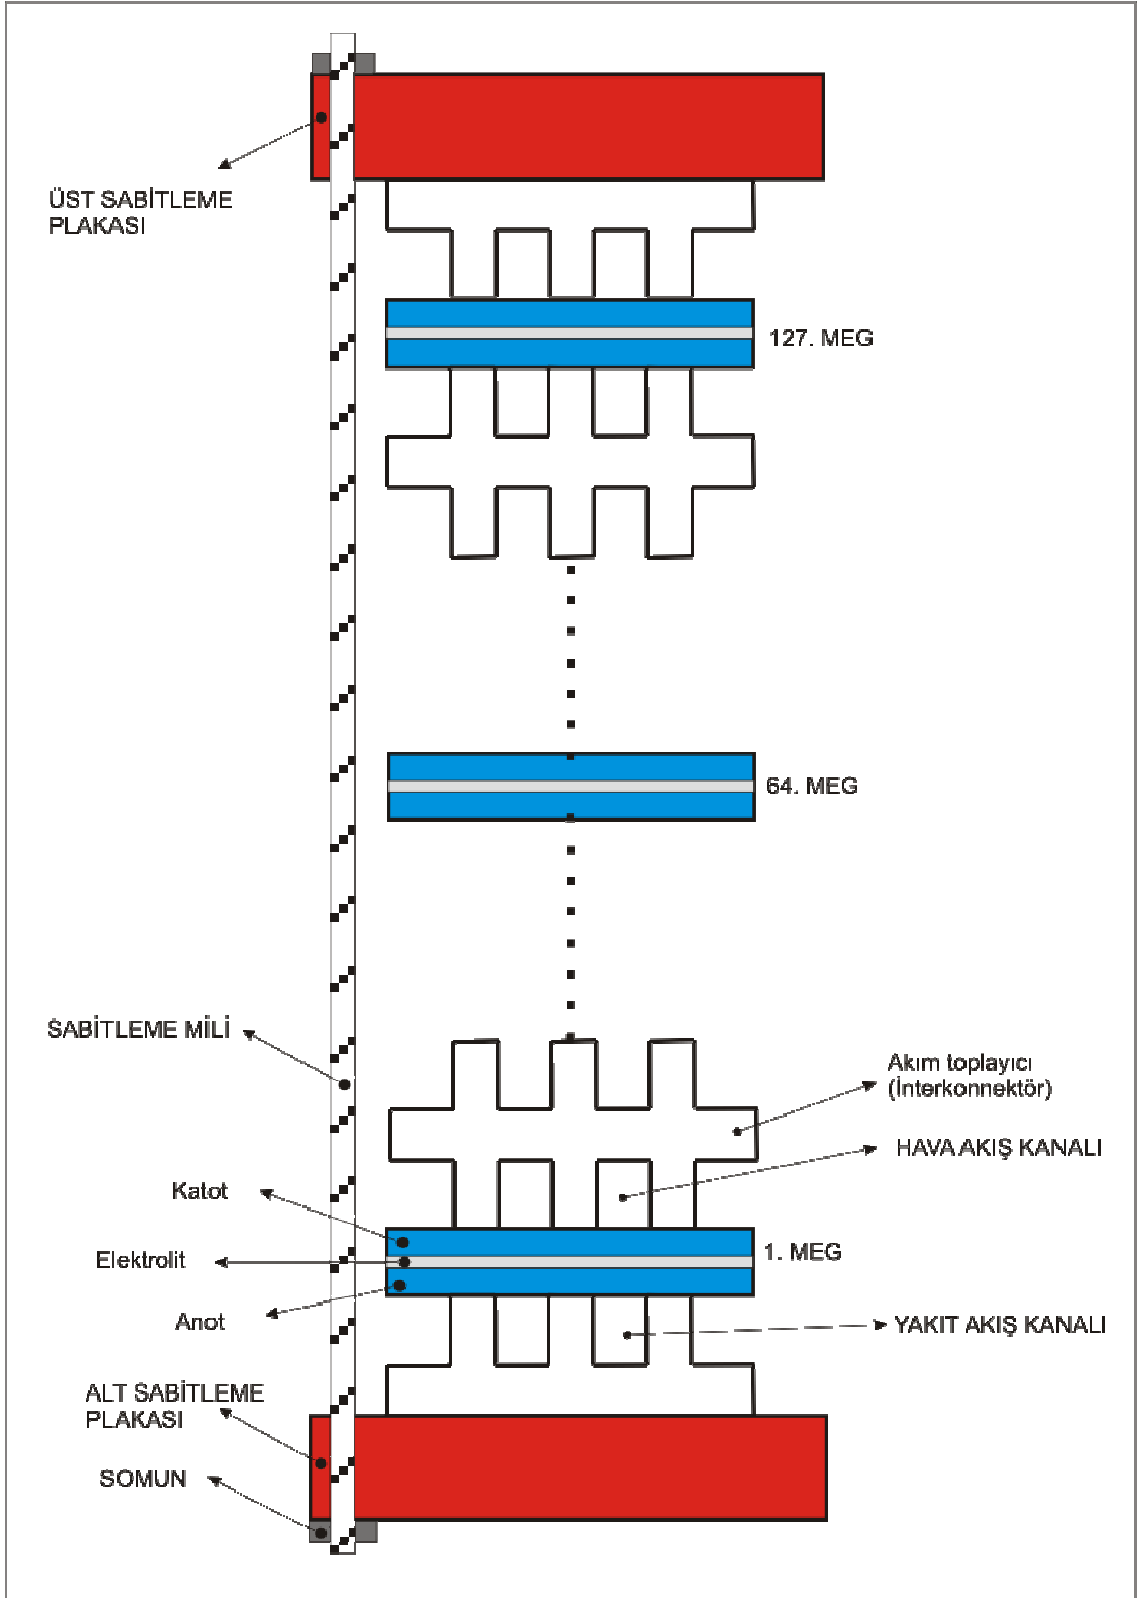 ÜST SABİTLEME
PLAKASI
127. MEG
64. MEG
SABİTLEME MİLİ
Akım toplayıcı
(İnterkonnektör)
HAVA AKIŞ KANALI
Katot
1. MEG
Elektrolit
Anot
YAKIT AKIŞ KANALI
ALT SABİTLEME
PLAKASI
SOMUN